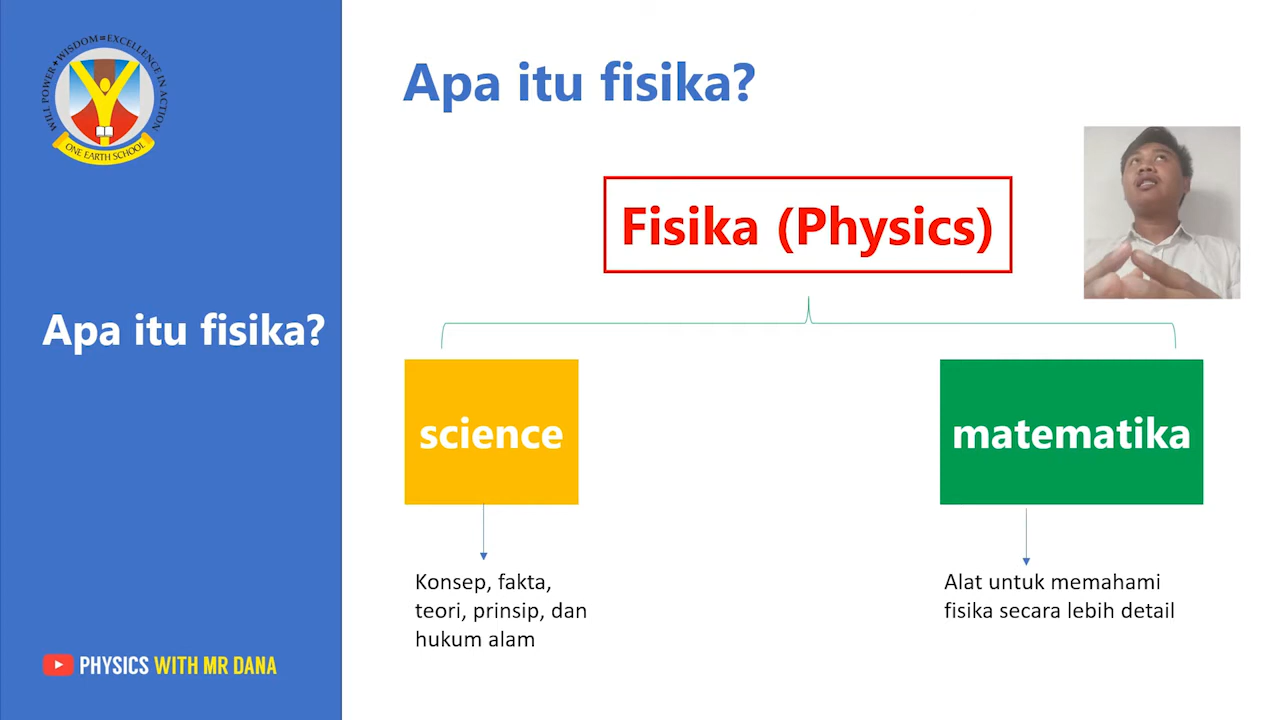 WILL POWER+WISDOM=EXCELLENCE IN ACTION
ONE EARTH SCHOOL
Apa itu fisika?
PHYSICS WITH MR DANA
Apa itu fisika?
Fisika (Physics)
science
matematika
Konsep, fakta,
teori, prinsip, dan
hukum alam
Alat untuk memahami
fisika secara lebih detail